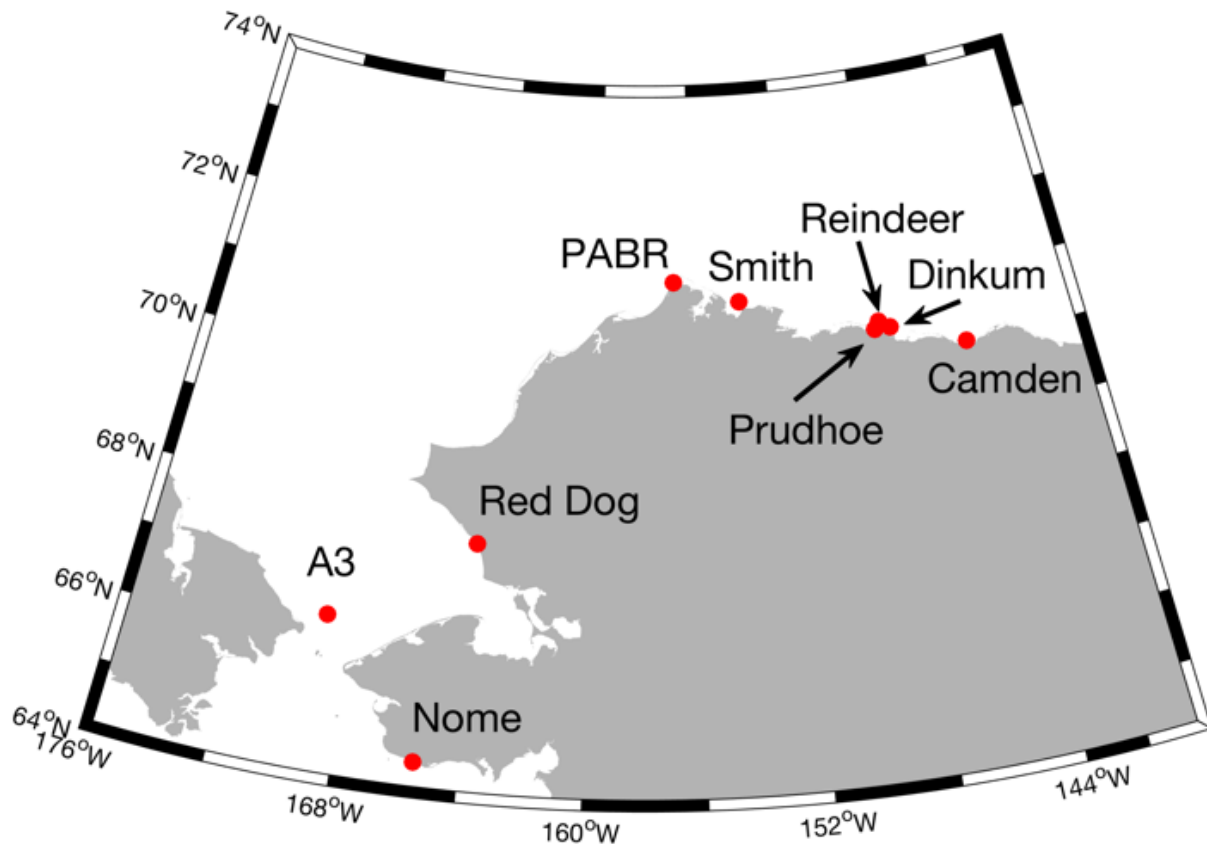 74°N
72°N
Reindeer
PABR
Smith
Dinkum
70°N
Camden
Prudhoe
68°N
Red Dog
A3
66°N
Nome
64°N
176°W
168°W
160°W
152°W
144°W